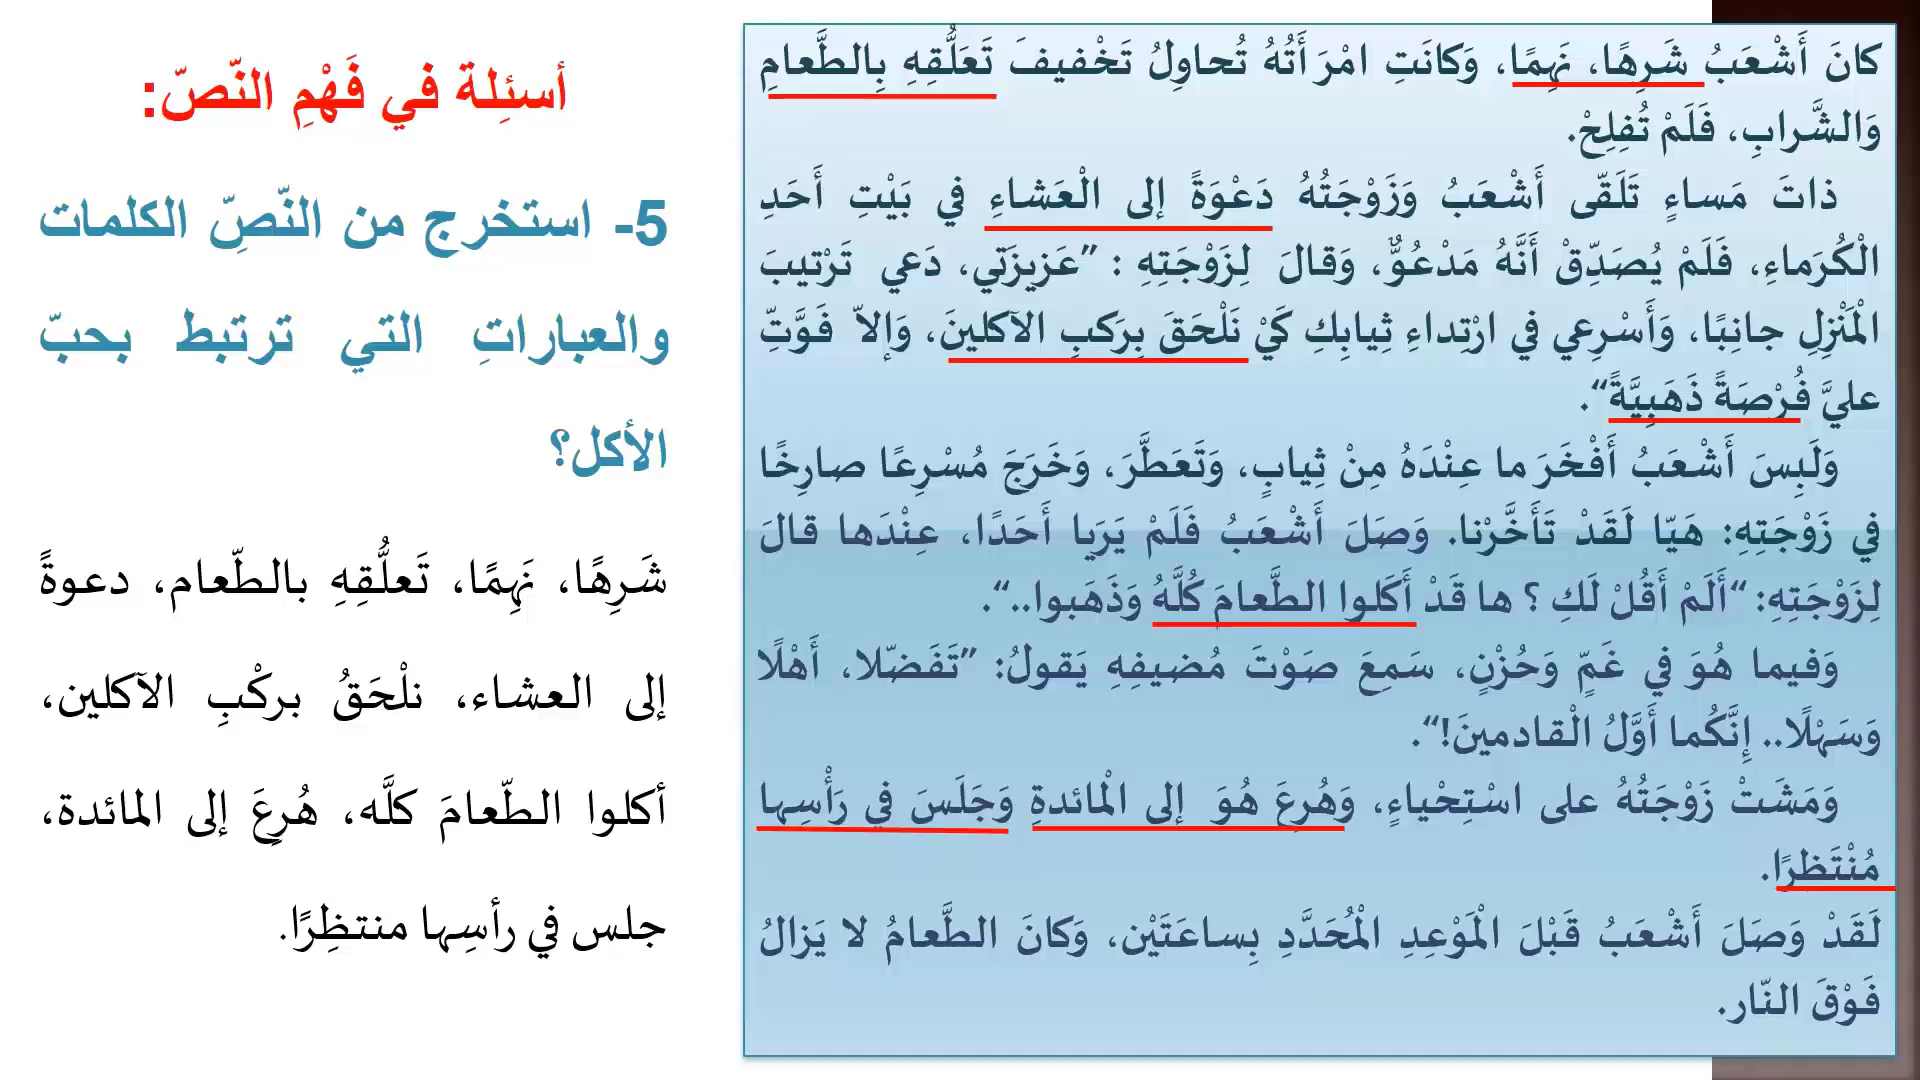 أسئِلة في فَهْمِ النّصّ:
5- استخرج من النّصِّ الكلمات
والعباراتِ التي ترتبط بحبّ
الأكل؟
شَرِهًا، نَهِمًا، تَعلُّقِهِ بالطّعام، دعوةً
إلى العشاء، نلْحَقُ بركْبِ الآكلين،
أكلوا الطّعامَ كلَّه، هُرِعَ إلى المائدة،
جلس في رأسِها منتظِرًا.
كانَ أَشْعَبُ شَرِهًا، نَهِمًا، وَكانَتِ امْرَأَتُهُ تُحاوِلُ تَخْفيفَ تَعَلُّقِهِ بِالطَّعامِ
وَالشَّرابِ، فَلَمْ تُفِلِحْ.
ذاتَ مَساءٍ تَلَقّى أَشْعَبُ وَزَوْجَتُهُ دَعْوَةً إلى الْعَشاءِ في بَيْتِ أَحَدِ
الْكُرَماءِ، فَلَمْ يُصَدِّقْ أَنَّهُ مَدْعُوٌّ، وَقالَ لِزَوْجَتِهِ : ”عَزيزَتي، دَعي تَرْتيبَ
الْمَنْزِلِ جانِبًا، وَأَسْرِعي في ارْتِداءِ ثِيابِكِ كَيْ نَلْحَقَ بِرَكبِ الآكلينَ، وَإلاّ فَوَّتِّ
عليَّ فُرْصَةً ذَهَبِيَّةً“.
وَلَبِسَ أَشْعَبُ أَفْخَرَ ما عِنْدَهُ مِنْ ثِيابٍ، وَتَعَطَّرَ، وَخَرَجَ مُسْرِعًا صارِخًا
في زَوْجَتِهِ: هَيّا لَقَدْ تَأَخَّرْنا. وَصَلَ أَشْعَبُ فَلَمْ يَرَيا أَحَدًا، عِنْدَها قالَ
لِزَوْجَتِهِ: “أَلَمْ أَقُلْ لَكِ ؟ ها قَدْ أَكَلوا الطَّعامَ كُلَّهُ وَذَهَبوا..“.
وَفيما هُوَ في غَمٍّ وَحُزْنٍ، سَمِعَ صَوْتَ مُضيفِهِ يَقولُ: ”تَفَضّلا، أَهْلًا
وَسَهْلًا.. إِنَّكُما أَوَّلُ الْقادمينَ!“.
وَمَشَتْ زَوْجَتُهُ على اسْتِحْياءٍ، وَهُرِعَ هُوَ إلى الْمائدةِ وَجَلَسَ في رَأْسِها
مُنْتَظرًا.
لَقَدْ وَصَلَ أَشْعَبُ قَبْلَ الْمَوْعِدِ الْمُحَدَّدِ بِساعَتَيْن، وَكانَ الطَّعامُ لا يَزالُ
فَوْقَ النّار.